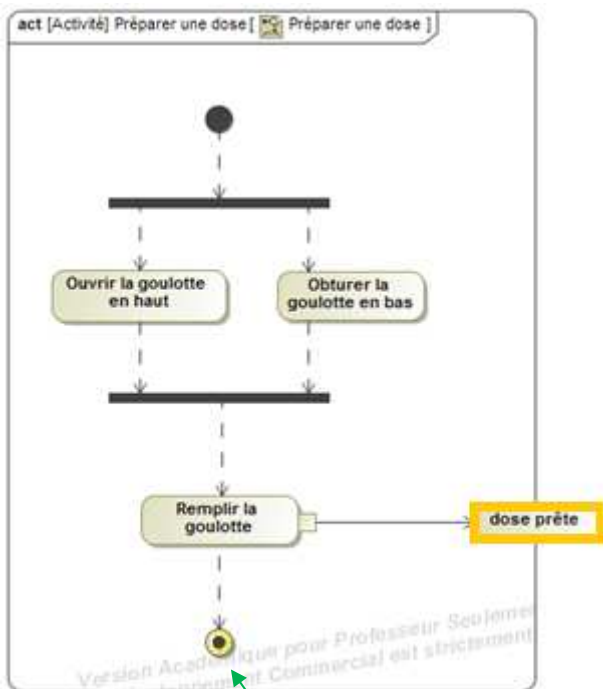 act [Activité] Préparer une dose [ Préparer une dose ]
Ouvrir la goulotte
en haut
Obturer la
goulotte en bas
Remplir la
goulotte
dose prête
Version Académique pour Professeur Seulement
Commercial est strictement